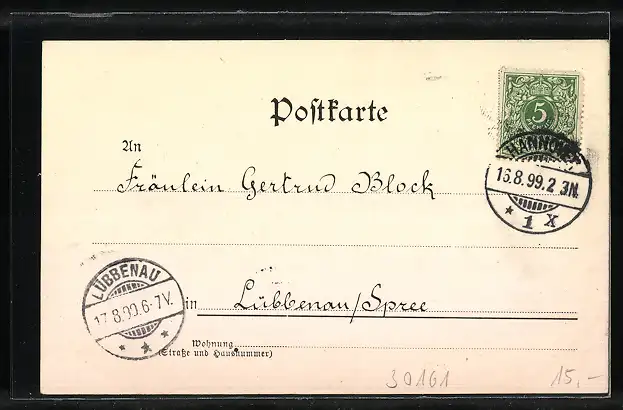 Postkarte
5
HANNOVER
16.8.99.2 3N.
* 1 X
An
Fräulein Gertrud Block
LÜBBENAU
17.8.99.6-7V.
* * *
in Lübbenau/Spree
Wohnung
(Straße und Hausnummer)
30161 15,-